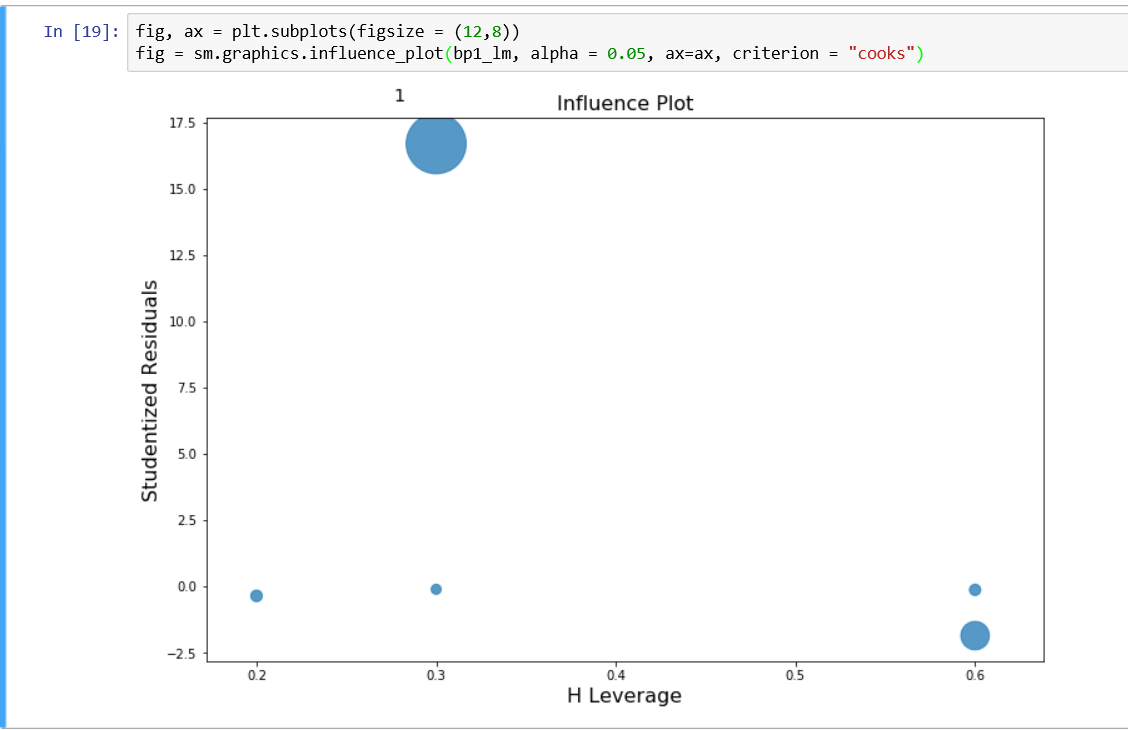 In [19]: fig, ax = plt.subplots(figsize = (12,8))
fig = sm.graphics.influence_plot(bp1_lm, alpha = 0.05, ax=ax, criterion = "cooks")
1
Influence Plot
17.5
15.0
12.5
10.0
7.5
5.0
2.5
0.0
−2.5
Studentized Residuals
0.2 0.3 0.4 0.5 0.6
H Leverage